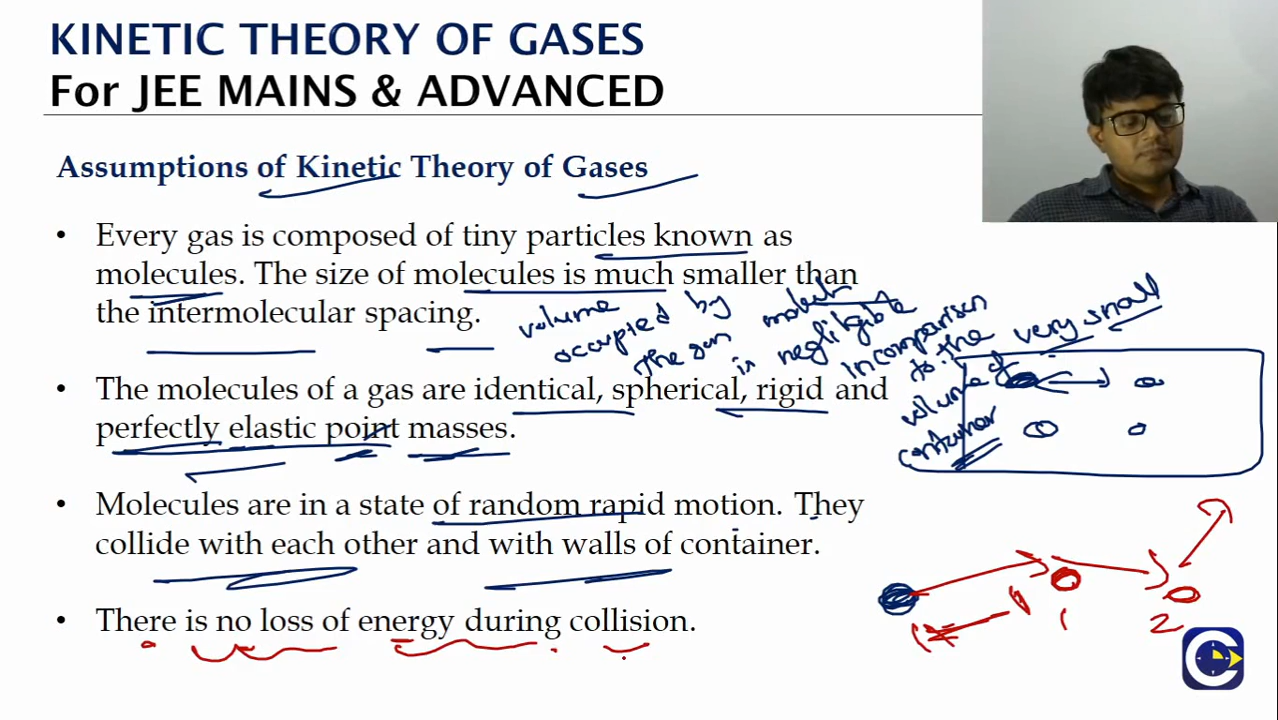 KINETIC THEORY OF GASES
For JEE MAINS & ADVANCED
Assumptions of Kinetic Theory of Gases
• Every gas is composed of tiny particles known as
molecules. The size of molecules is much smaller than
the intermolecular spacing.
volume
occupied by
the gas
is negligible
in comparison
to the
volume of
container
very small
• The molecules of a gas are identical, spherical, rigid and
perfectly elastic point masses.
• Molecules are in a state of random rapid motion. They
collide with each other and with walls of container.
• There is no loss of energy during collision.
1
2